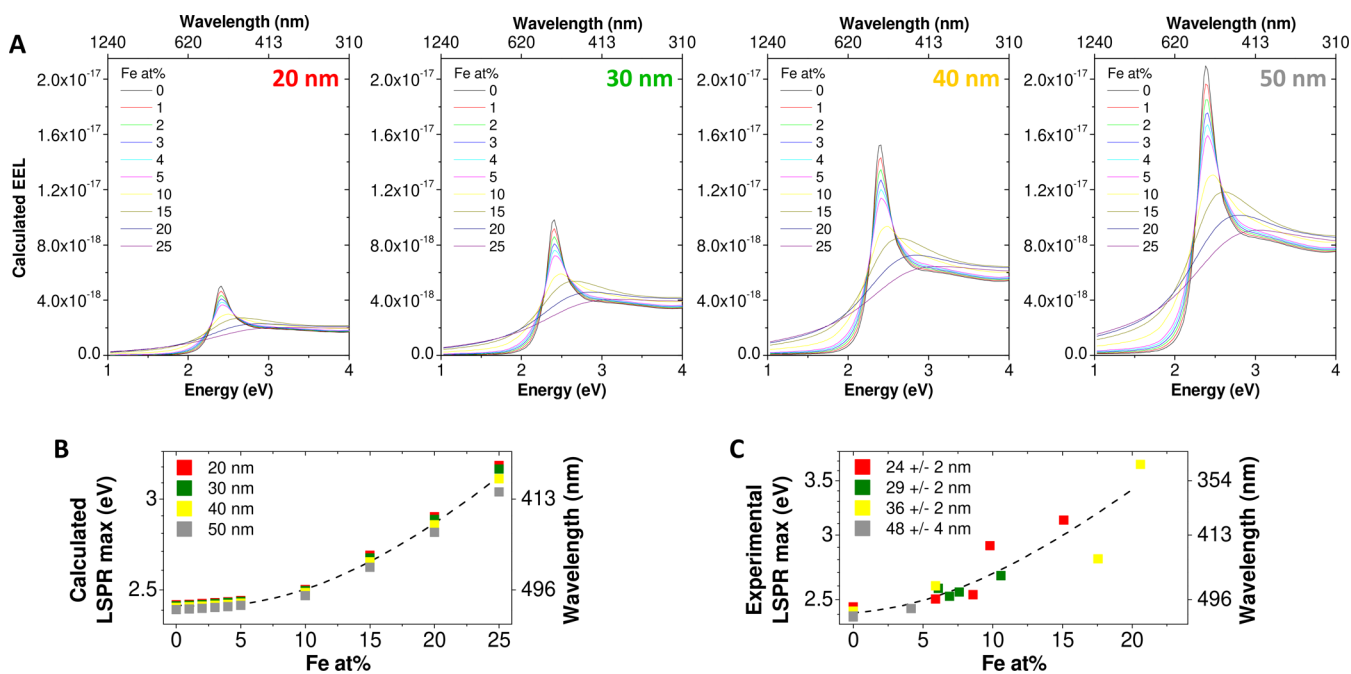 A
Wavelength (nm)
1240 620 413 310
Wavelength (nm)
1240 620 413 310
Wavelength (nm)
1240 620 413 310
Wavelength (nm)
1240 620 413 310
Calculated EEL
2.0x10⁻¹⁷
1.6x10⁻¹⁷
1.2x10⁻¹⁷
8.0x10⁻¹⁸
4.0x10⁻¹⁸
0.0
Fe at%
0
1
2
3
4
5
10
15
20
25
20 nm
1 2 3 4
Energy (eV)
2.0x10⁻¹⁷
1.6x10⁻¹⁷
1.2x10⁻¹⁷
8.0x10⁻¹⁸
4.0x10⁻¹⁸
0.0
Fe at%
0
1
2
3
4
5
10
15
20
25
30 nm
1 2 3 4
Energy (eV)
2.0x10⁻¹⁷
1.6x10⁻¹⁷
1.2x10⁻¹⁷
8.0x10⁻¹⁸
4.0x10⁻¹⁸
0.0
Fe at%
0
1
2
3
4
5
10
15
20
25
40 nm
1 2 3 4
Energy (eV)
2.0x10⁻¹⁷
1.6x10⁻¹⁷
1.2x10⁻¹⁷
8.0x10⁻¹⁸
4.0x10⁻¹⁸
0.0
Fe at%
0
1
2
3
4
5
10
15
20
25
50 nm
1 2 3 4
Energy (eV)
B
Calculated
LSPR max (eV)
3
2.5
20 nm
30 nm
40 nm
50 nm
413
496
Wavelength (nm)
0 5 10 15 20 25
Fe at%
C
Experimental
LSPR max (eV)
3.5
3
2.5
24 +/- 2 nm
29 +/- 2 nm
36 +/- 2 nm
48 +/- 4 nm
354
413
496
Wavelength (nm)
0 5 10 15 20
Fe at%